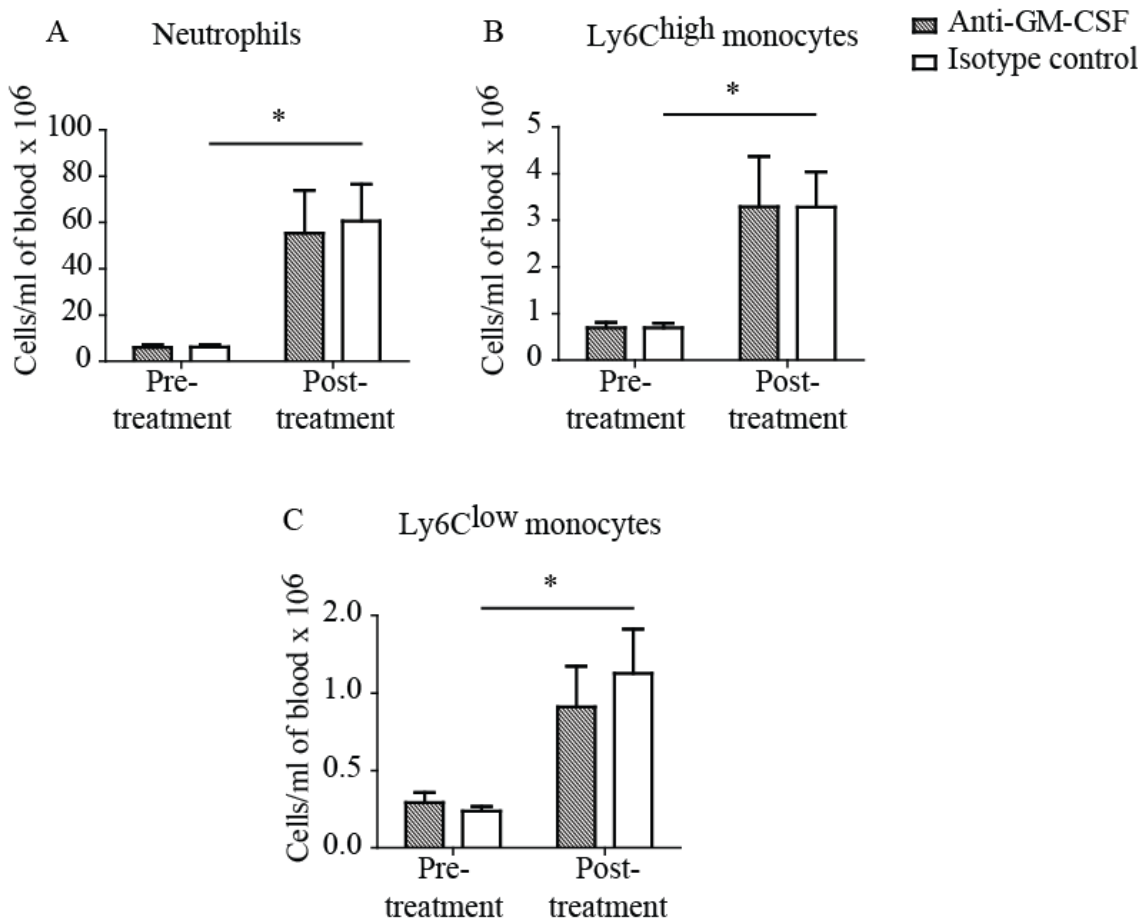 A
Neutrophils
Cells/ml of blood x 10⁶
100
80
60
40
20
0
Pre-
treatment
Post-
treatment
*
B
Ly6Chigh monocytes
Cells/ml of blood x 10⁶
5
4
3
2
1
0
Pre-
treatment
Post-
treatment
*
Anti-GM-CSF
Isotype control
C
Ly6Clow monocytes
Cells/ml of blood x 10⁶
2.0
1.0
0.5
0.0
Pre-
treatment
Post-
treatment
*